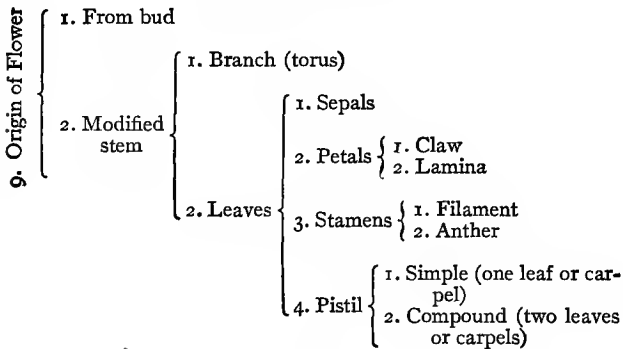 9. Origin of Flower
1. From bud
2. Modified
stem
1. Branch (torus)
2. Leaves
1. Sepals
2. Petals
1. Claw
2. Lamina
3. Stamens
1. Filament
2. Anther
4. Pistil
1. Simple (one leaf or car-
pel)
2. Compound (two leaves
or carpels)